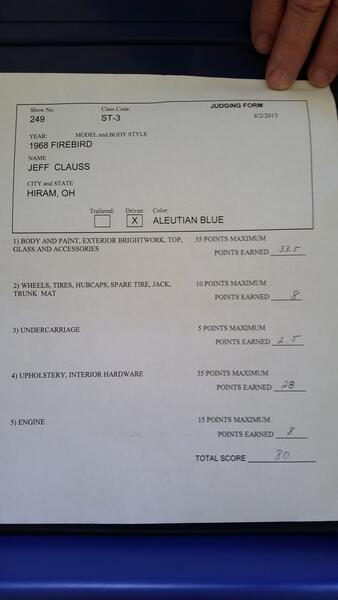 JUDGING FORM
Show No. Class Code: 8/2/2015
249 ST-3
YEAR: MODEL and BODY STYLE
1968 FIREBIRD
NAME
JEFF CLAUSS
CITY and STATE
HIRAM, OH
Trailered: Driven: Color:
X ALEUTIAN BLUE
1) BODY AND PAINT, EXTERIOR BRIGHTWORK, TOP, 35 POINTS MAXIMUM
GLASS AND ACCESSORIES POINTS EARNED 33.5
2) WHEELS, TIRES, HUBCAPS, SPARE TIRE, JACK, 10 POINTS MAXIMUM
TRUNK MAT POINTS EARNED 8
3) UNDERCARRIAGE 5 POINTS MAXIMUM
POINTS EARNED 2.5
4) UPHOLSTERY, INTERIOR HARDWARE 35 POINTS MAXIMUM
POINTS EARNED 28
5) ENGINE 15 POINTS MAXIMUM
POINTS EARNED 8
TOTAL SCORE 80